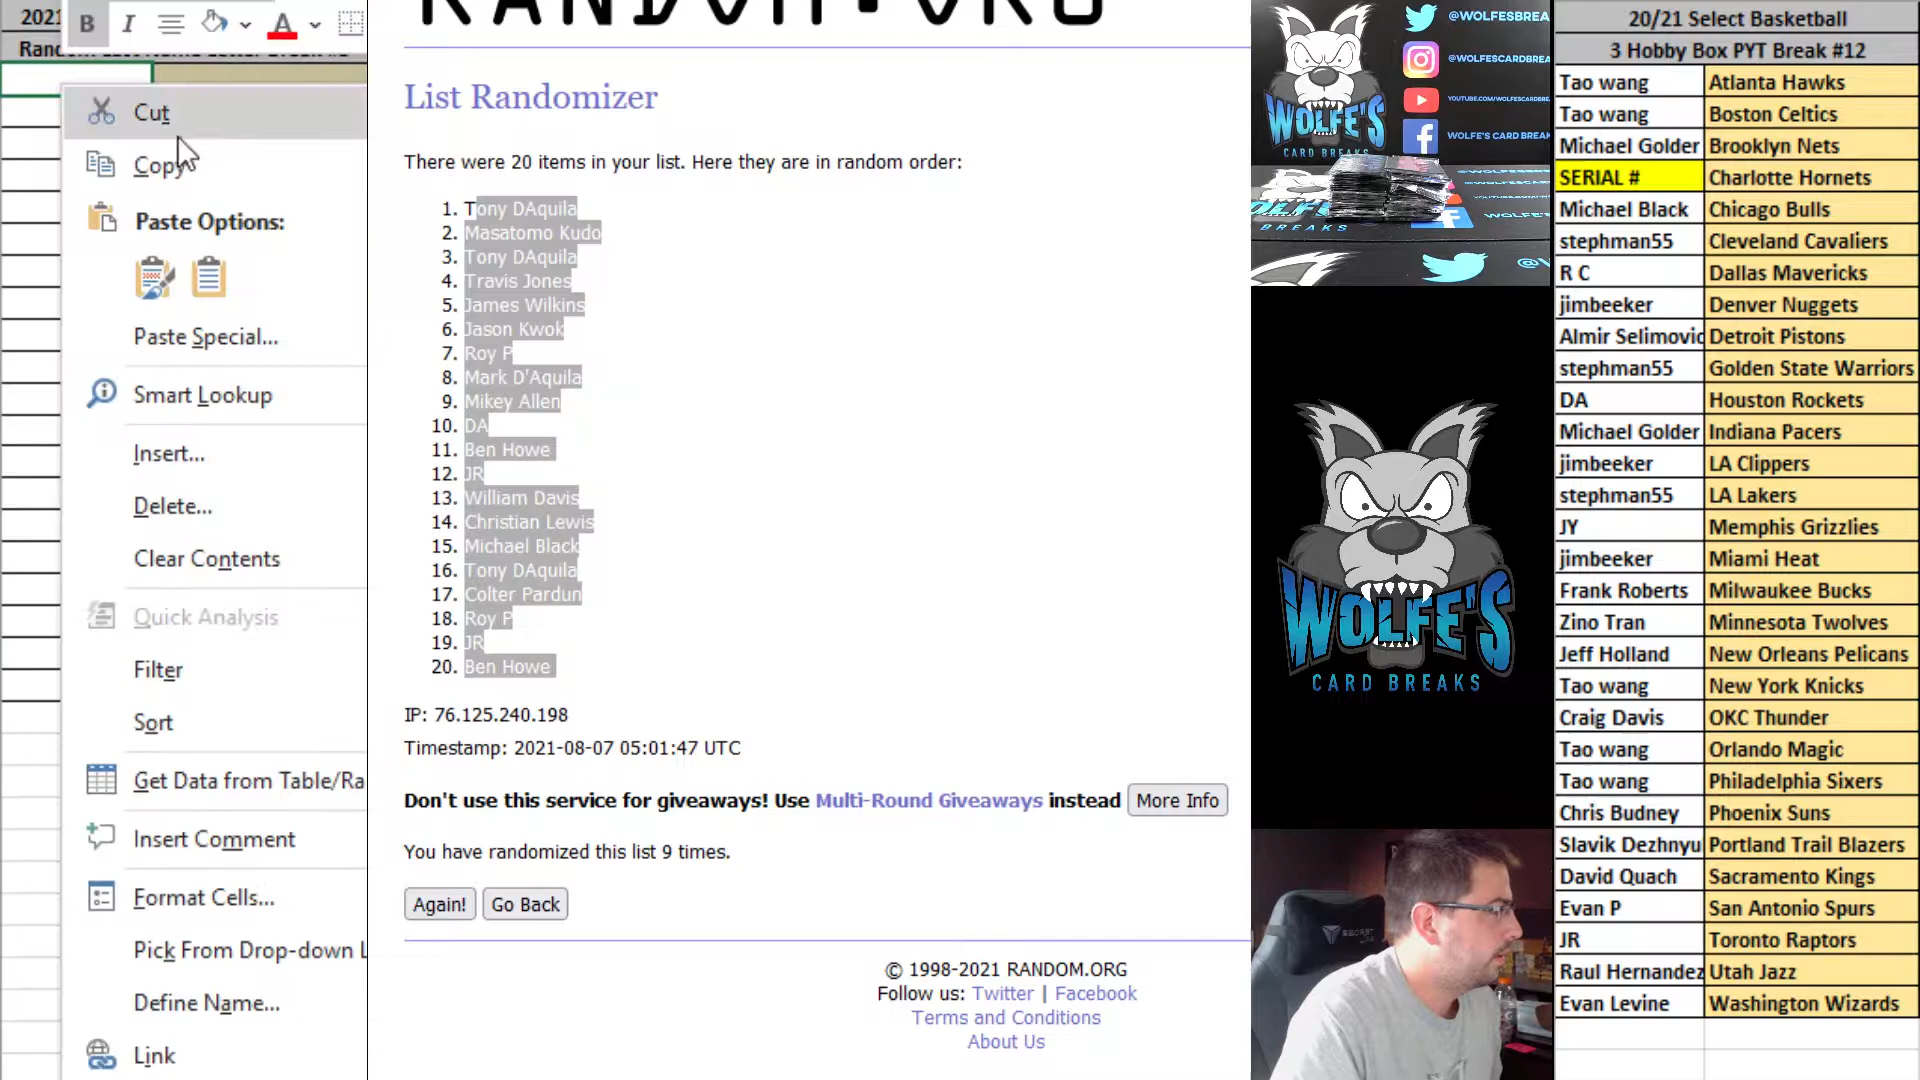 2021
B I A
Cut
Copy
Paste Options:
Paste Special...
Smart Lookup
Insert...
Delete...
Clear Contents
Quick Analysis
Filter
Sort
Get Data from Table/Ra
Insert Comment
Format Cells...
Pick From Drop-down L
Define Name...
Link
RANDOM.ORG
List Randomizer
There were 20 items in your list. Here they are in random order:
1. Tony DAquila
2. Masatomo Kudo
3. Tony DAquila
4. Travis Jones
5. James Wilkins
6. Jason Kwok
7. Roy P
8. Mark D'Aquila
9. Mikey Allen
10. DA
11. Ben Howe
12. JR
13. William Davis
14. Christian Lewis
15. Michael Black
16. Tony DAquila
17. Colter Pardun
18. Roy P
19. JR
20. Ben Howe
IP: 76.125.240.198
Timestamp: 2021-08-07 05:01:47 UTC
Don't use this service for giveaways! Use Multi-Round Giveaways instead More Info
You have randomized this list 9 times.
Again! Go Back
© 1998-2021 RANDOM.ORG
Follow us: Twitter | Facebook
Terms and Conditions
About Us
@WOLFESBREA
@WOLFESCARDBREA
YOUTUBE.COM/WOLFESCARDBREA
WOLFE'S CARD BREAKS
WOLFE'S
CARD BREAKS
WOLFE'S
CARD BREAKS
SECRET
20/21 Select Basketball
3 Hobby Box PYT Break #12
Tao wang Atlanta Hawks
Tao wang Boston Celtics
Michael Golder Brooklyn Nets
SERIAL # Charlotte Hornets
Michael Black Chicago Bulls
stephman55 Cleveland Cavaliers
R C Dallas Mavericks
jimbeeker Denver Nuggets
Almir Selimovic Detroit Pistons
stephman55 Golden State Warriors
DA Houston Rockets
Michael Golder Indiana Pacers
jimbeeker LA Clippers
stephman55 LA Lakers
JY Memphis Grizzlies
jimbeeker Miami Heat
Frank Roberts Milwaukee Bucks
Zino Tran Minnesota Twolves
Jeff Holland New Orleans Pelicans
Tao wang New York Knicks
Craig Davis OKC Thunder
Tao wang Orlando Magic
Tao wang Philadelphia Sixers
Chris Budney Phoenix Suns
Slavik Dezhnyu Portland Trail Blazers
David Quach Sacramento Kings
Evan P San Antonio Spurs
JR Toronto Raptors
Raul Hernandez Utah Jazz
Evan Levine Washington Wizards